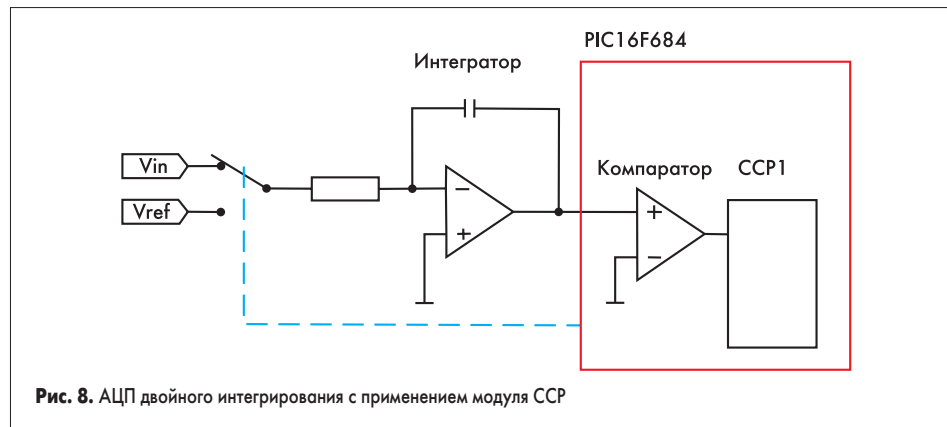 PIC16F684
Интегратор
Vin
Vref
Компаратор
CCP1
Рис. 8. АЦП двойного интегрирования с применением модуля CCP